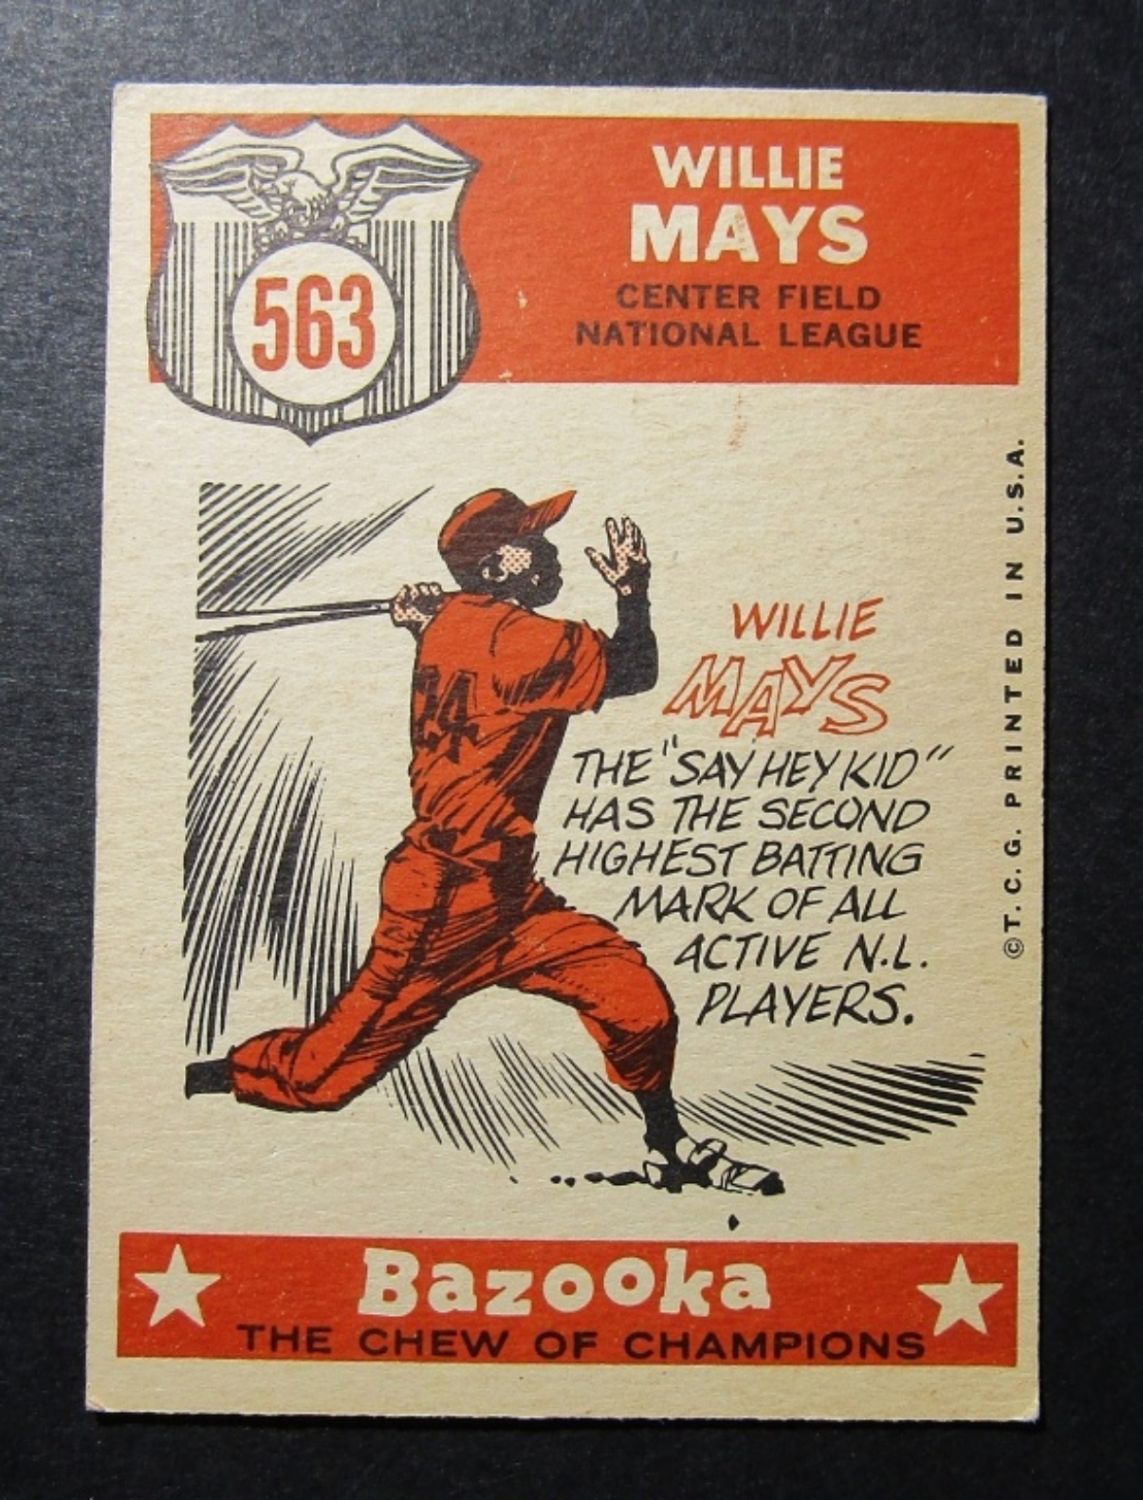 563
WILLIE
MAYS
CENTER FIELD
NATIONAL LEAGUE
24
WILLIE
MAYS
THE "SAY HEY KID"
HAS THE SECOND
HIGHEST BATTING
MARK OF ALL
ACTIVE N.L.
PLAYERS.
©T.C.G. PRINTED IN U.S.A.
Bazooka
THE CHEW OF CHAMPIONS